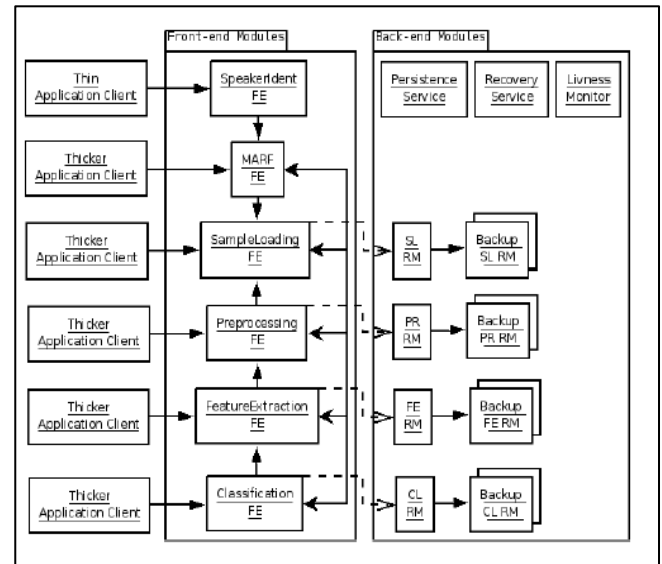 Front-end Modules
Back-end Modules
Thin
Application Client
SpeakerIdent
FE
Persistence
Service
Recovery
Service
Livness
Monitor
Thicker
Application Client
MARF
FE
Thicker
Application Client
SampleLoading
FE
SL
RM
Backup
SL RM
Thicker
Application Client
Preprocessing
FE
PR
RM
Backup
PR RM
Thicker
Application Client
FeatureExtraction
FE
FE
RM
Backup
FE RM
Thicker
Application Client
Classification
FE
CL
RM
Backup
CL RM